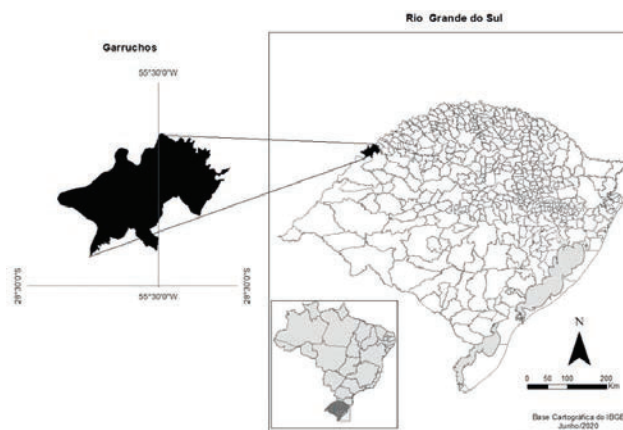 Rio Grande do Sul
Garruchos
55°30'0"W
28°30'0"S
28°30'0"S
55°30'0"W
N
0 50 100 200
Km
Base Cartográfica do IBGE
Junho/2020